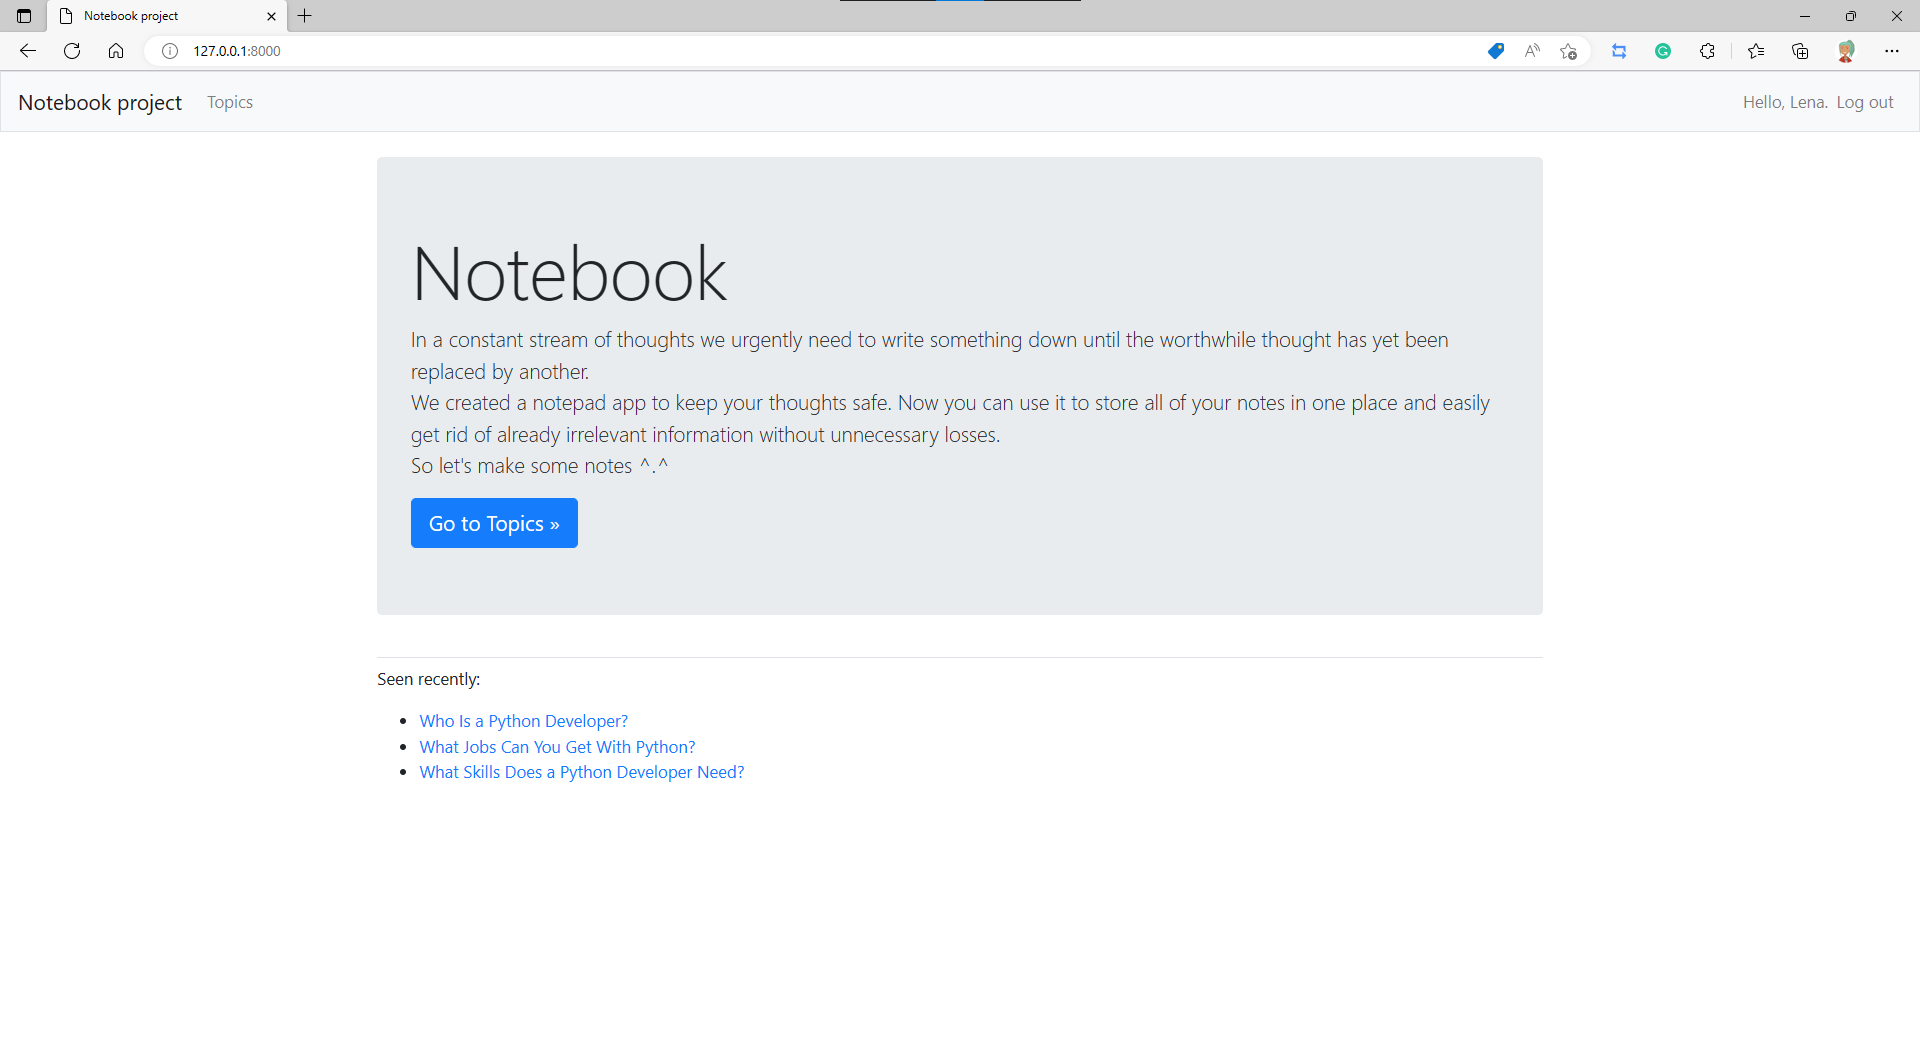 Notebook project
127.0.0.1:8000
Notebook project Topics Hello, Lena. Log out
Notebook
In a constant stream of thoughts we urgently need to write something down until the worthwhile thought has yet been
replaced by another.
We created a notepad app to keep your thoughts safe. Now you can use it to store all of your notes in one place and easily
get rid of already irrelevant information without unnecessary losses.
So let's make some notes ^.^
Go to Topics »
Seen recently:
Who Is a Python Developer?
What Jobs Can You Get With Python?
What Skills Does a Python Developer Need?